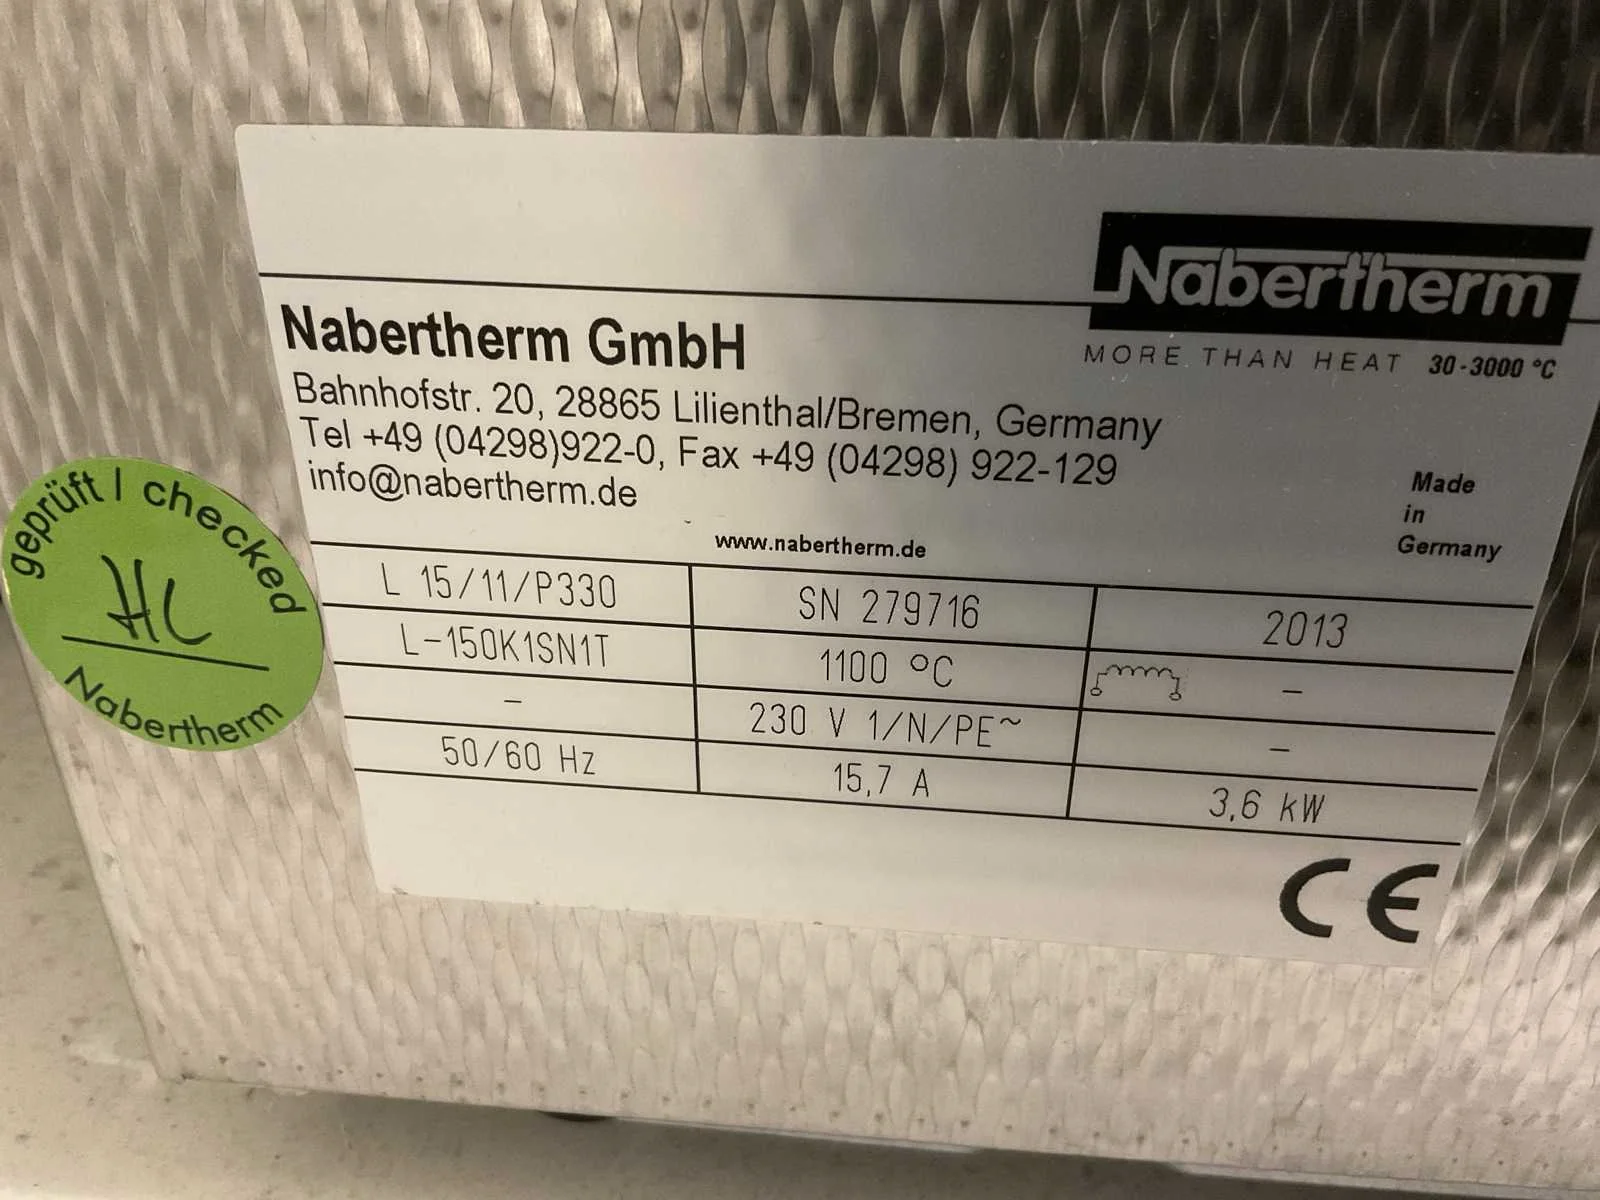 Nabertherm
MORE THAN HEAT 30-3000 °C
Nabertherm GmbH
Bahnhofstr. 20, 28865 Lilienthal/Bremen, Germany
Tel +49 (04298)922-0, Fax +49 (04298) 922-129
info@nabertherm.de
Made
in
Germany
www.nabertherm.de
L 15/11/P330 SN 279716 2013
L-150K1SN1T 1100 °C –
– 230 V 1/N/PE~ –
50/60 Hz 15,7 A 3,6 kW
CE
geprüft / checked
HC
Nabertherm